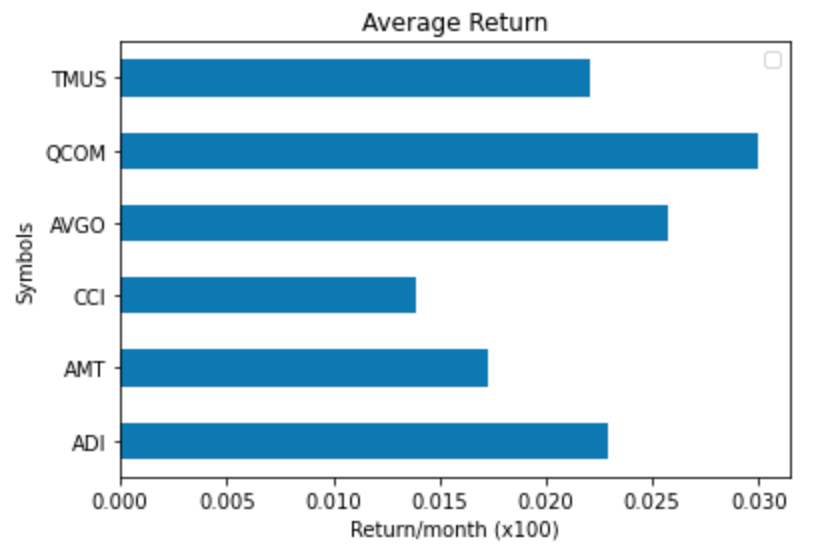 Average Return
TMUS
QCOM
AVGO
CCI
AMT
ADI
Symbols
0.000 0.005 0.010 0.015 0.020 0.025 0.030
Return/month (x100)